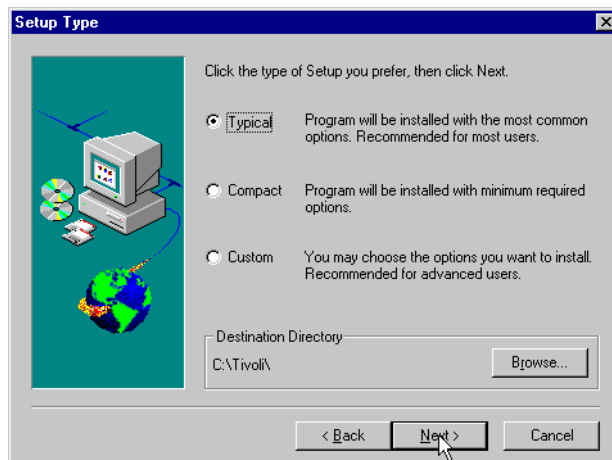 Setup Type
Click the type of Setup you prefer, then click Next.
Typical
Program will be installed with the most common
options. Recommended for most users.
Compact
Program will be installed with minimum required
options.
Custom
You may choose the options you want to install.
Recommended for advanced users.
Destination Directory
C:\Tivoli\
Browse...
< Back
Next >
Cancel